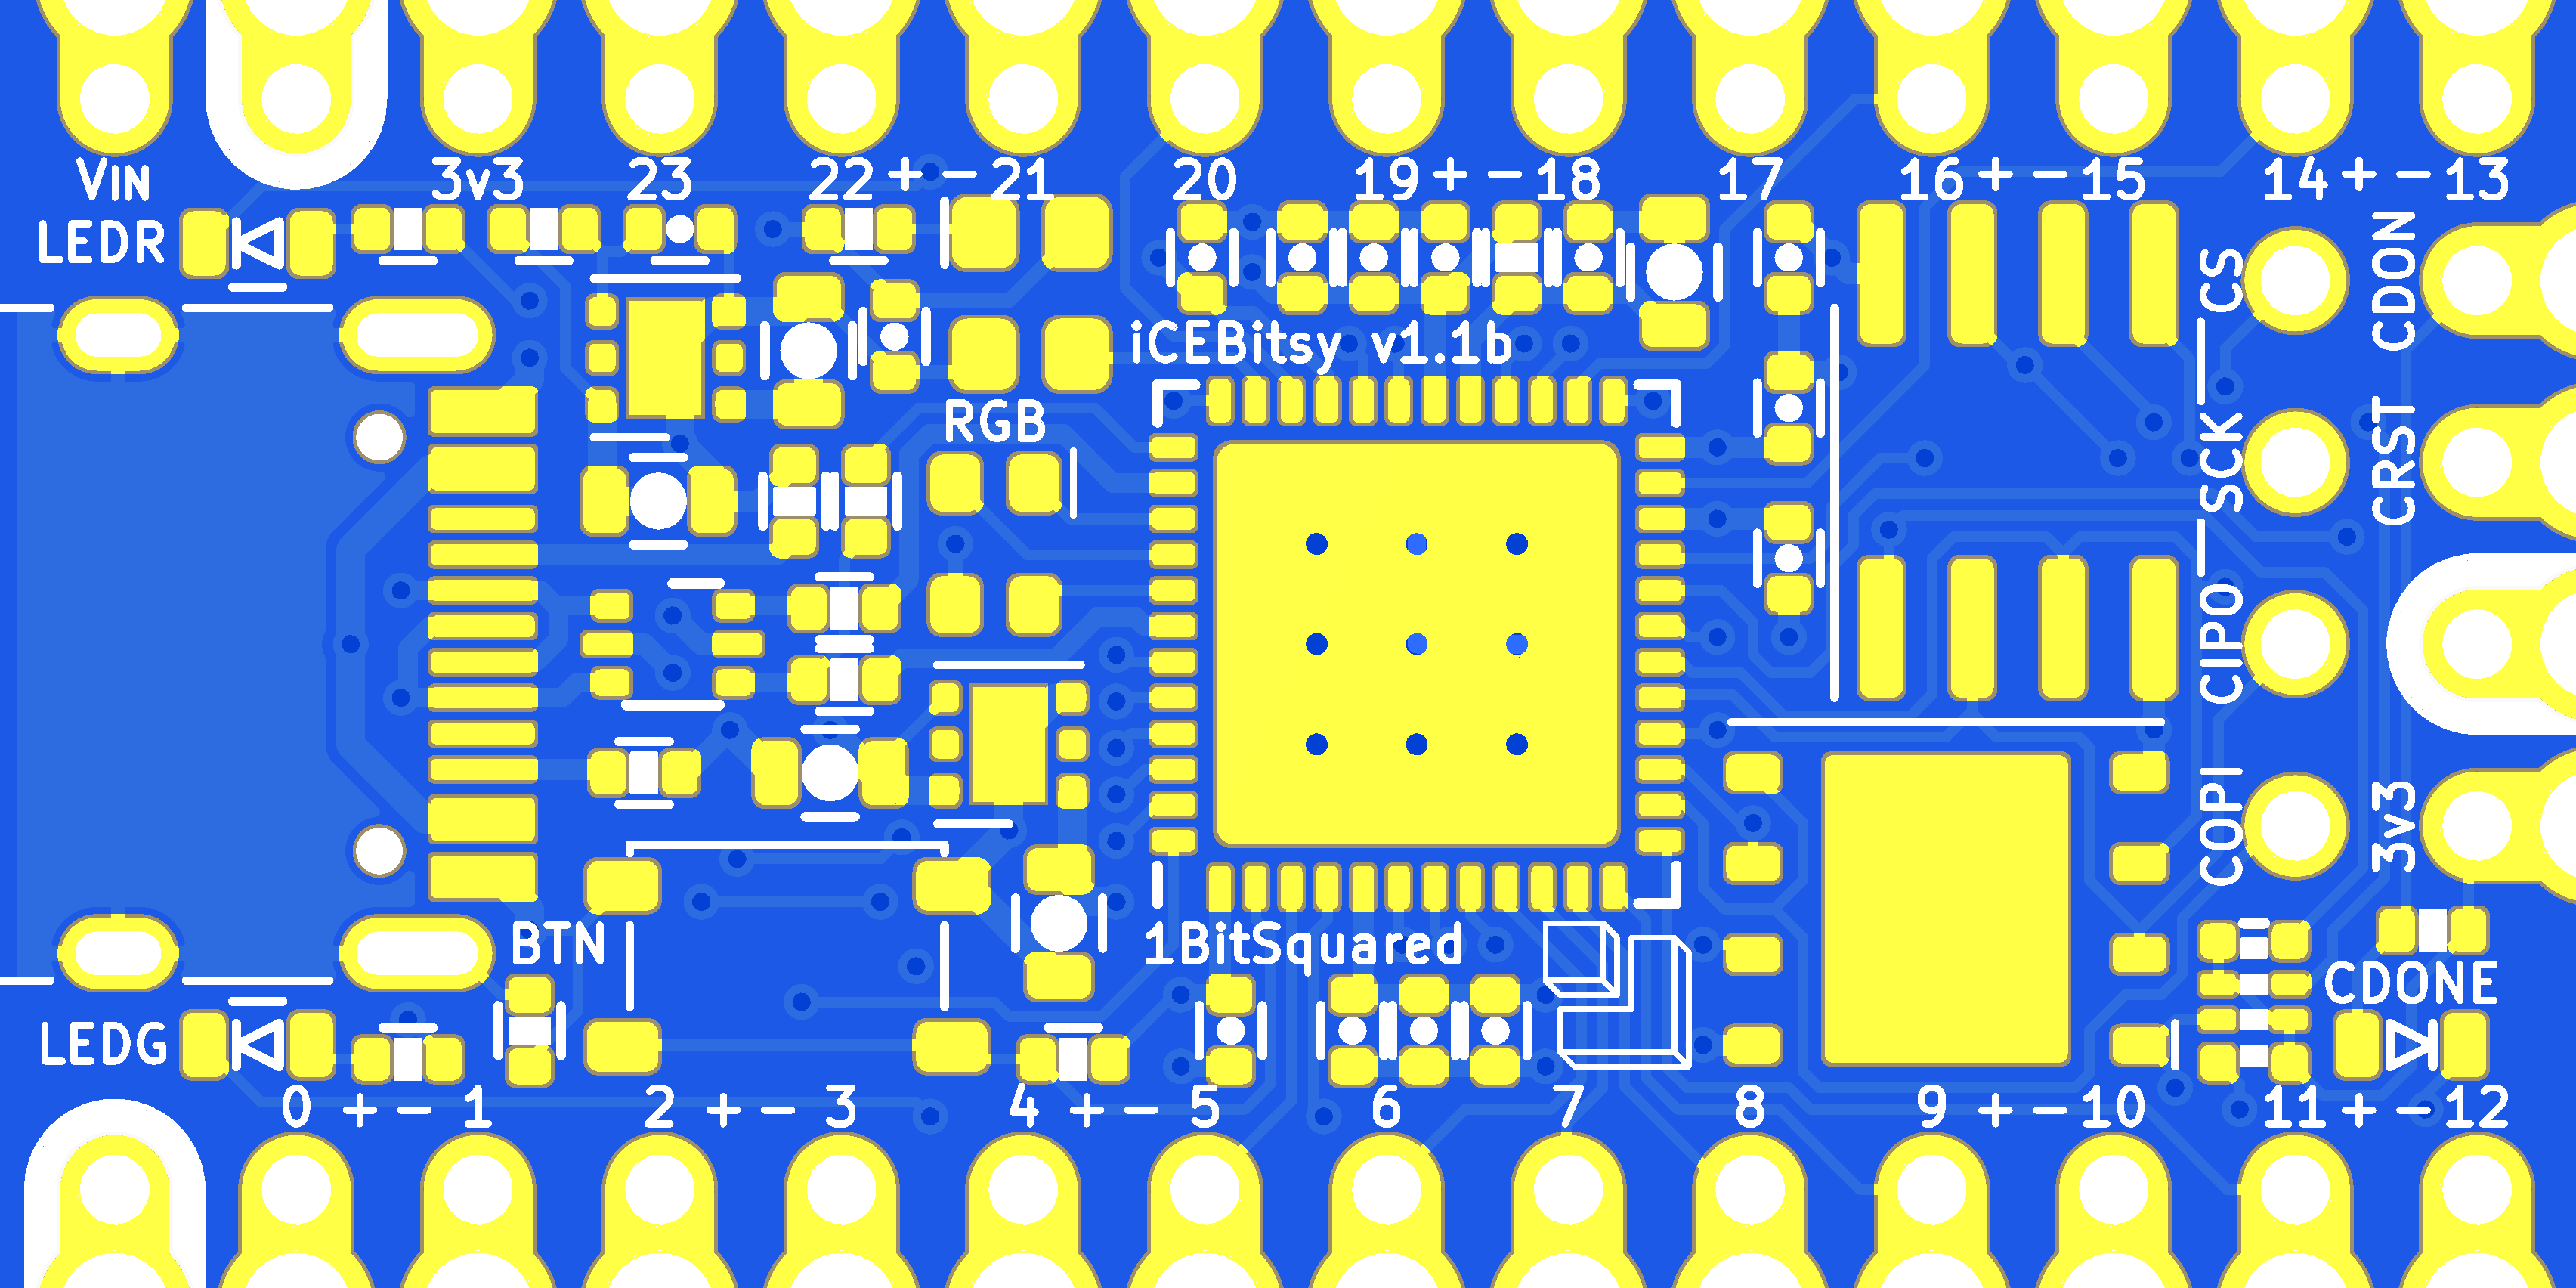 VIN 3v3 23 22+-21 20 19+-18 17 16+-15 14+-13
LEDR
CS CDON
iCEBitsy v1.1b
RGB
SCK CRST
CIPO
COPI 3v3
BTN
1BitSquared
CDONE
LEDG
0 +- 1 2 +- 3 4 +- 5 6 7 8 9 +-10 11+-12